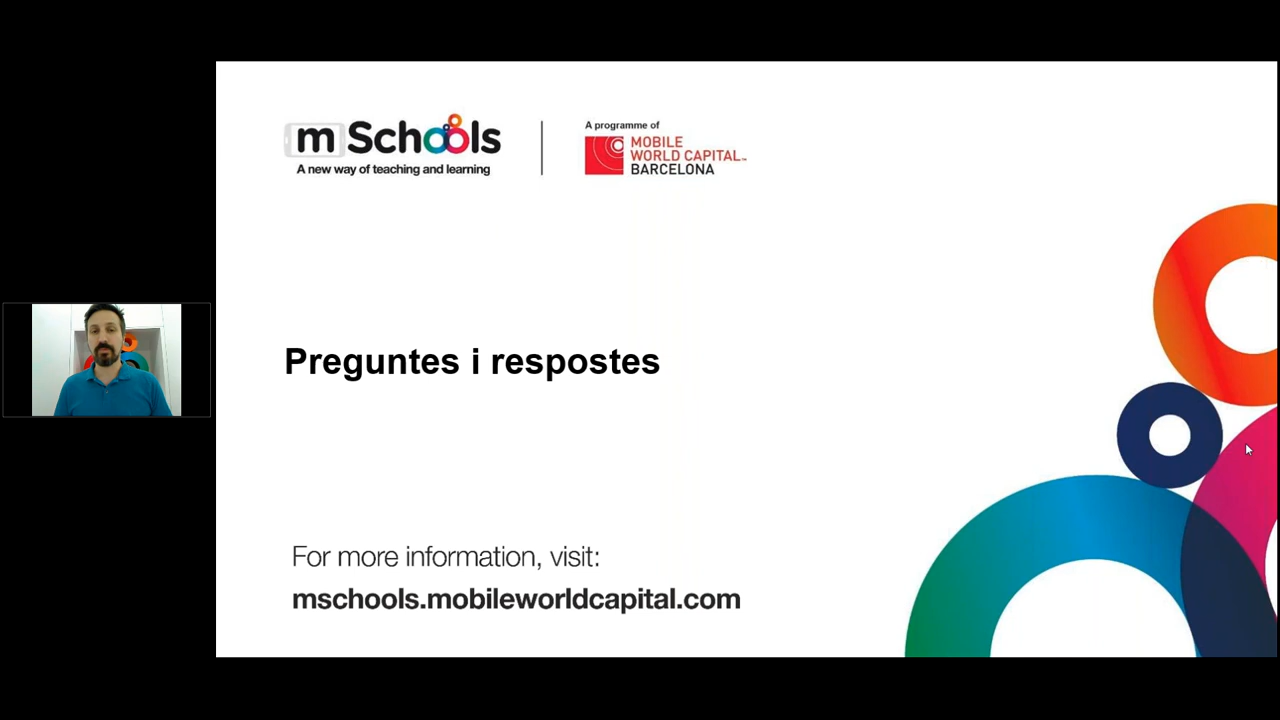 mSchools
A new way of teaching and learning
A programme of
MOBILE
WORLD CAPITAL™
BARCELONA
Preguntes i respostes
For more information, visit:
mschools.mobileworldcapital.com